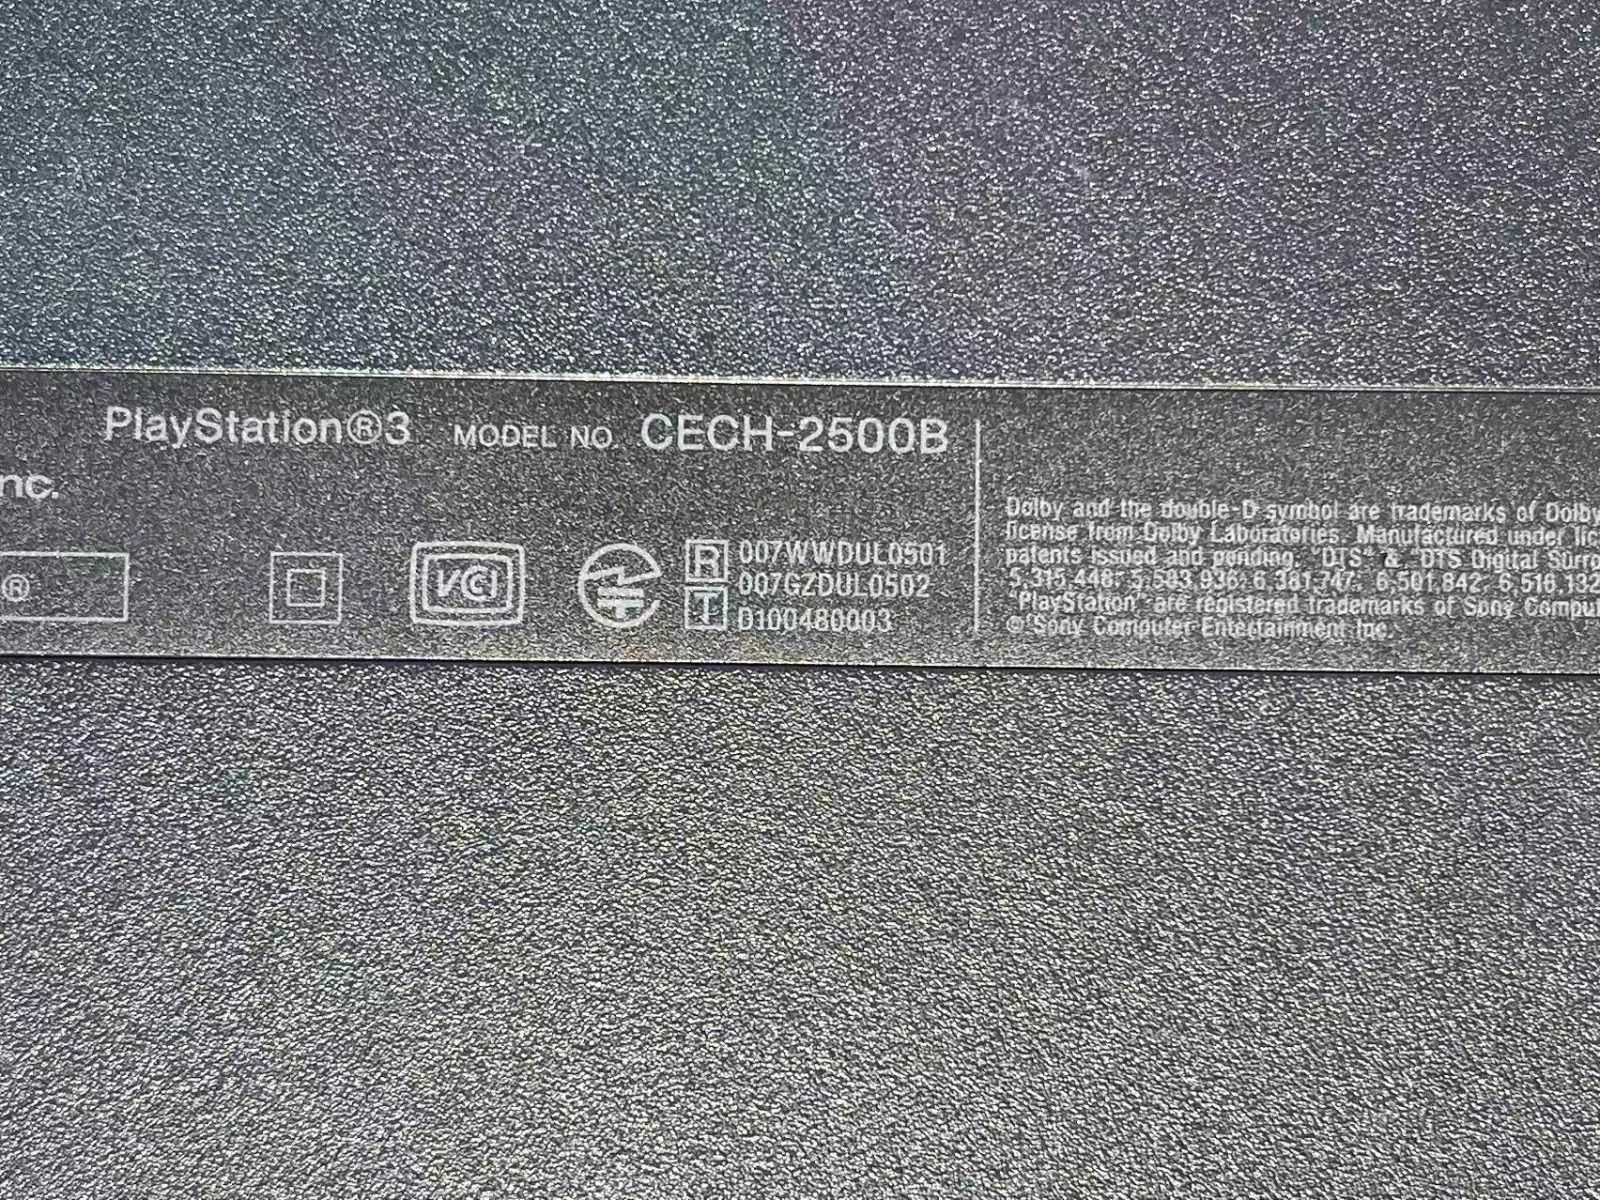 PlayStation®3 MODEL NO. CECH-2500B
nc.
®
VCI
R 007WWDUL0501
007GZDUL0502
T D100480003
Dolby and the double-D symbol are trademarks of Dolby
license from Dolby Laboratories. Manufactured under lic
patents issued and pending. "DTS" & "DTS Digital Surro
5,315,448; 5,583,936; 6,381,747; 6,501,842; 6,516,132
"PlayStation" are registered trademarks of Sony Comput
© Sony Computer Entertainment Inc.